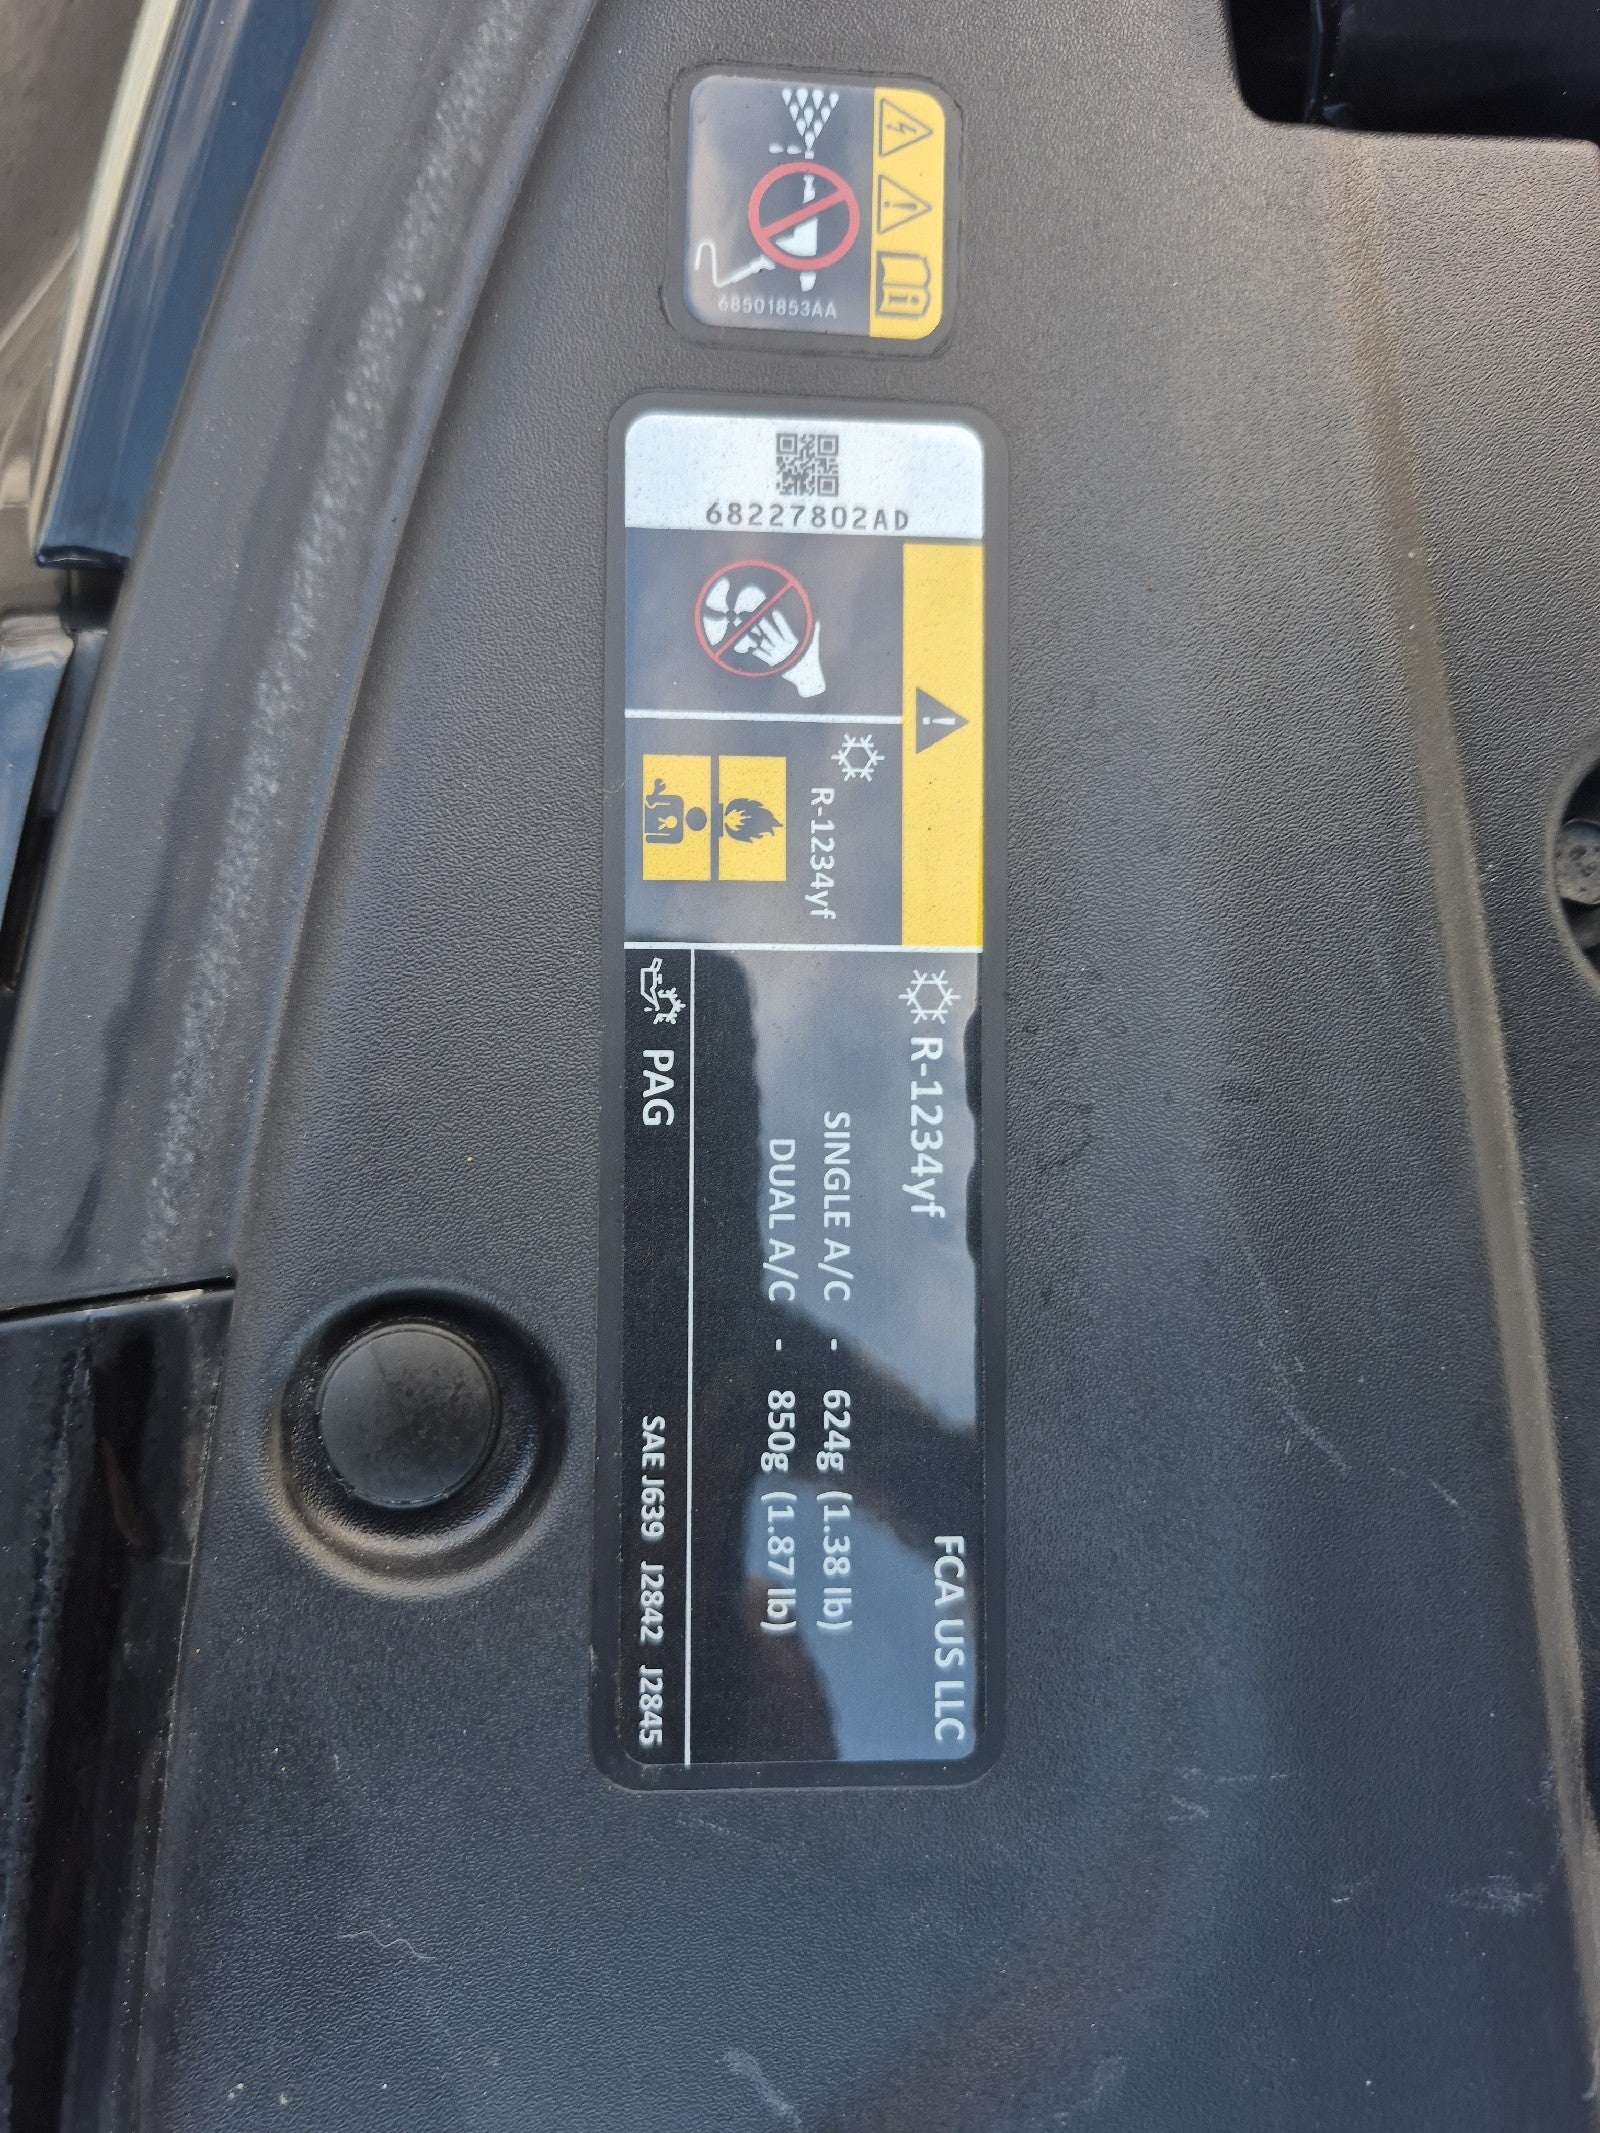 68501853AA
68227802AD
R-1234yf
R-1234yf
FCA US LLC
SINGLE A/C - 624g (1.38 lb)
DUAL A/C - 850g (1.87 lb)
PAG
SAE J639 J2842 J2845